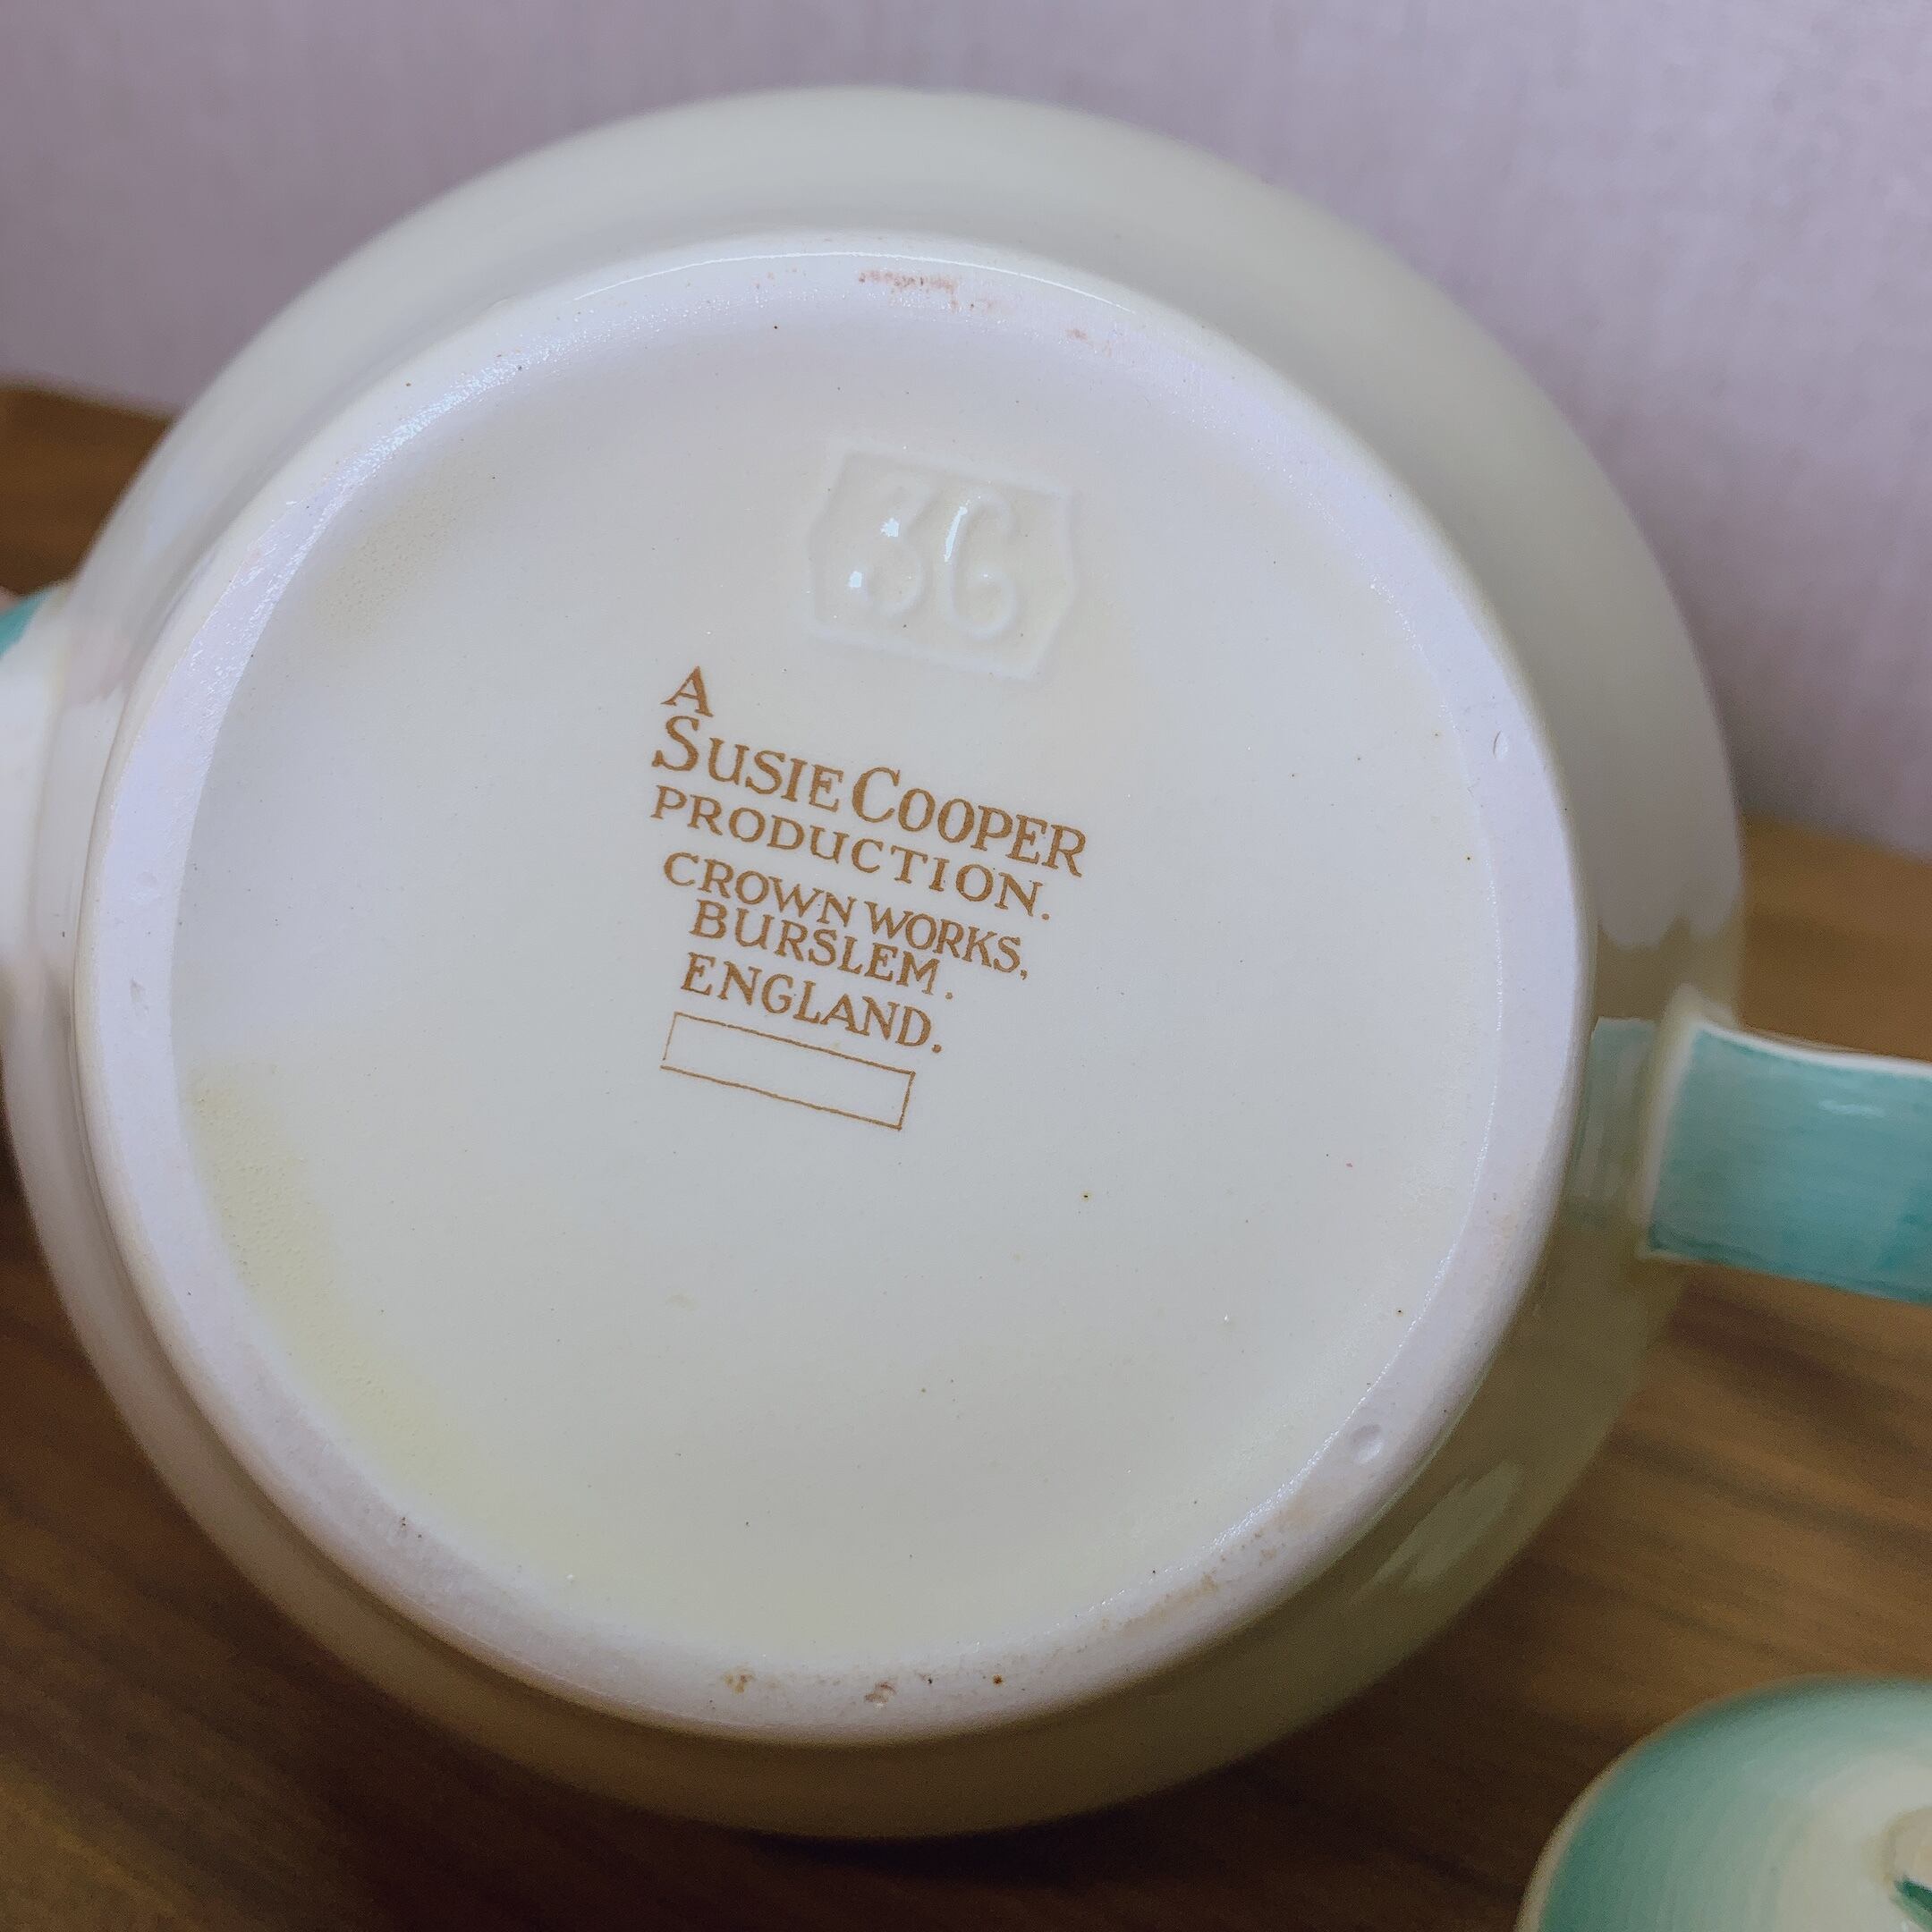 36
A
SUSIE COOPER
PRODUCTION.
CROWN WORKS,
BURSLEM.
ENGLAND.